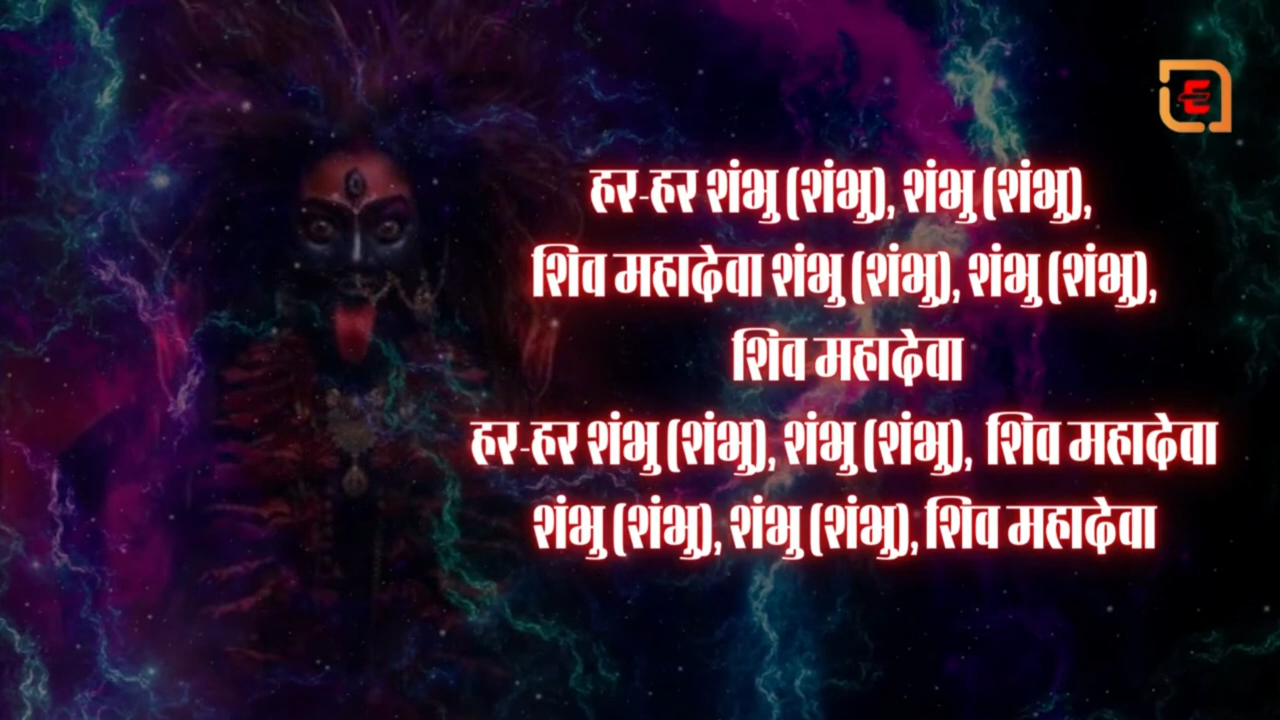 हर-हर शंभु (शंभु), शंभु (शंभु),
शिव महादेवा शंभु (शंभु), शंभु (शंभु),
शिव महादेवा
हर-हर शंभु (शंभु), शंभु (शंभु), शिव महादेवा
शंभु (शंभु), शंभु (शंभु), शिव महादेवा
E